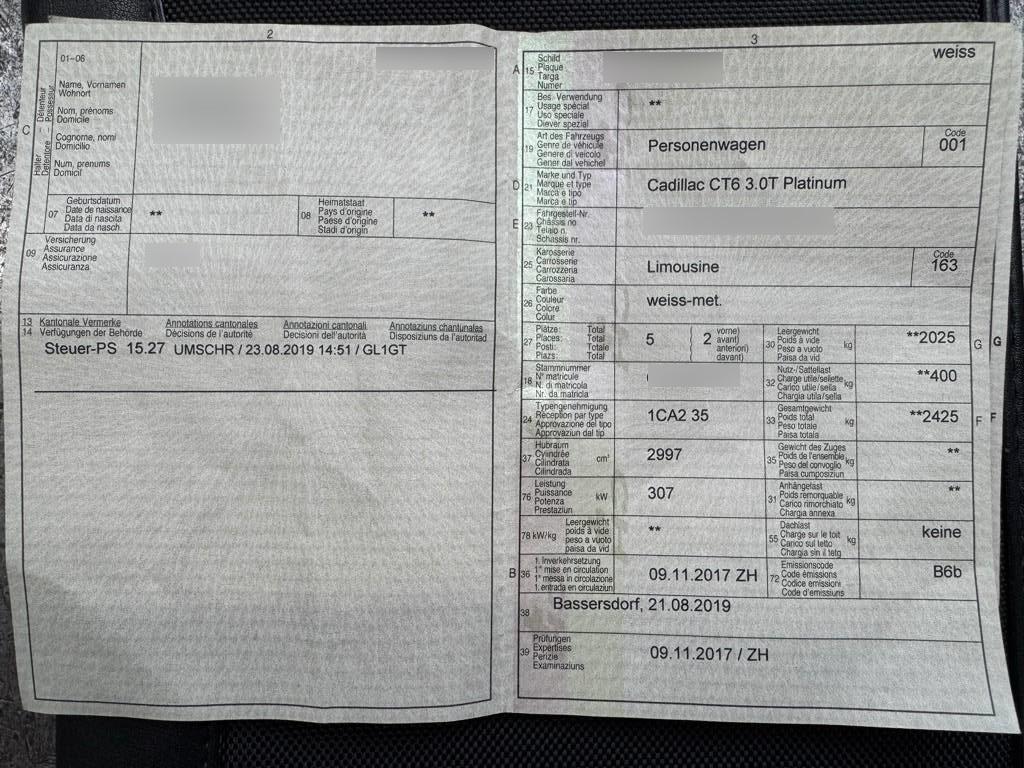 2
01–06
Halter
Détenteur
Detentore
Possessur
C
Name, Vornamen
Wohnort
Nom, prénoms
Domicile
Cognome, nomi
Domicilio
Num, prenums
Domicil
07
Geburtsdatum
Date de naissance
Data di nascita
Data da nasch.
**
08
Heimatstaat
Pays d'origine
Paese d'origine
Stadi d'origin
**
09
Versicherung
Assurance
Assicurazione
Assicuranza
13 Kantonale Vermerke Annotations cantonales Annotazioni cantonali Annotaziuns chantunalas
14 Verfügungen der Behörde Décisions de l'autorité Decisioni dell'autorità Disposiziuns da l'autoritad
Steuer-PS 15.27 UMSCHR / 23.08.2019 14:51 / GL1GT
3
A 15
Schild
Plaque
Targa
Numer
weiss
17
Bes. Verwendung
Usage spécial
Uso speciale
Diever spezial
**
19
Art des Fahrzeugs
Genre de véhicule
Genere di veicolo
Gener dal vehichel
Personenwagen
Code
001
D 21
Marke und Typ
Marque et type
Marca e tipo
Marca e tip
Cadillac CT6 3.0T Platinum
E 23
Fahrgestell-Nr.
Châssis no
Telaio n.
Schassis nr.
25
Karosserie
Carrosserie
Carrozzeria
Carossaria
Limousine
Code
163
26
Farbe
Couleur
Colore
Colur
weiss-met.
27
Plätze: Total
Places: Total
Posti: Totale
Plazs: Total
5
2
vorne)
avant)
anteriori)
davant)
30
Leergewicht
Poids à vide
Peso a vuoto
Paisa da vid
kg
**2025
G G
18
Stammnummer
N° matricule
N. di matricola
Nr. da matricla
32
Nutz-/Sattellast
Charge utile/sellette
Carico utile/sella
Chargia utila/sella
kg
**400
24
Typengenehmigung
Réception par type
Approvazione del tipo
Approvaziun dal tip
1CA2 35
33
Gesamtgewicht
Poids total
Peso totale
Paisa totala
kg
**2425
F F
37
Hubraum
Cylindrée
Cilindrata
Cilindrada
cm³
2997
35
Gewicht des Zuges
Poids de l'ensemble
Peso del convoglio
Paisa cumposiziun
kg
**
76
Leistung
Puissance
Potenza
Prestaziun
kW
307
31
Anhängelast
Poids remorquable
Carico rimorchiato
Chargia annexa
kg
**
78 kW/kg
Leergewicht
poids à vide
peso a vuoto
paisa da vid
**
55
Dachlast
Charge sur le toit
Carico sul tetto
Chargia sin il tetg
kg
keine
B 36
1. Inverkehrsetzung
1re mise en circulation
1a messa in circolazione
1. entrada en circulaziun
09.11.2017 ZH
72
Emissionscode
Code émissions
Codice emissioni
Code d'emissiuns
B6b
38
Bassersdorf, 21.08.2019
39
Prüfungen
Expertises
Perizie
Examinaziuns
09.11.2017 / ZH